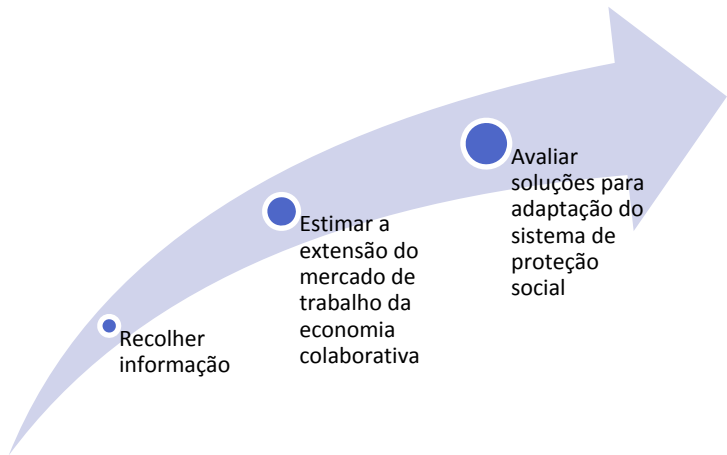 Recolher
informação
Estimar a
extensão do
mercado de
trabalho da
economia
colaborativa
Avaliar
soluções para
adaptação do
sistema de
proteção
social